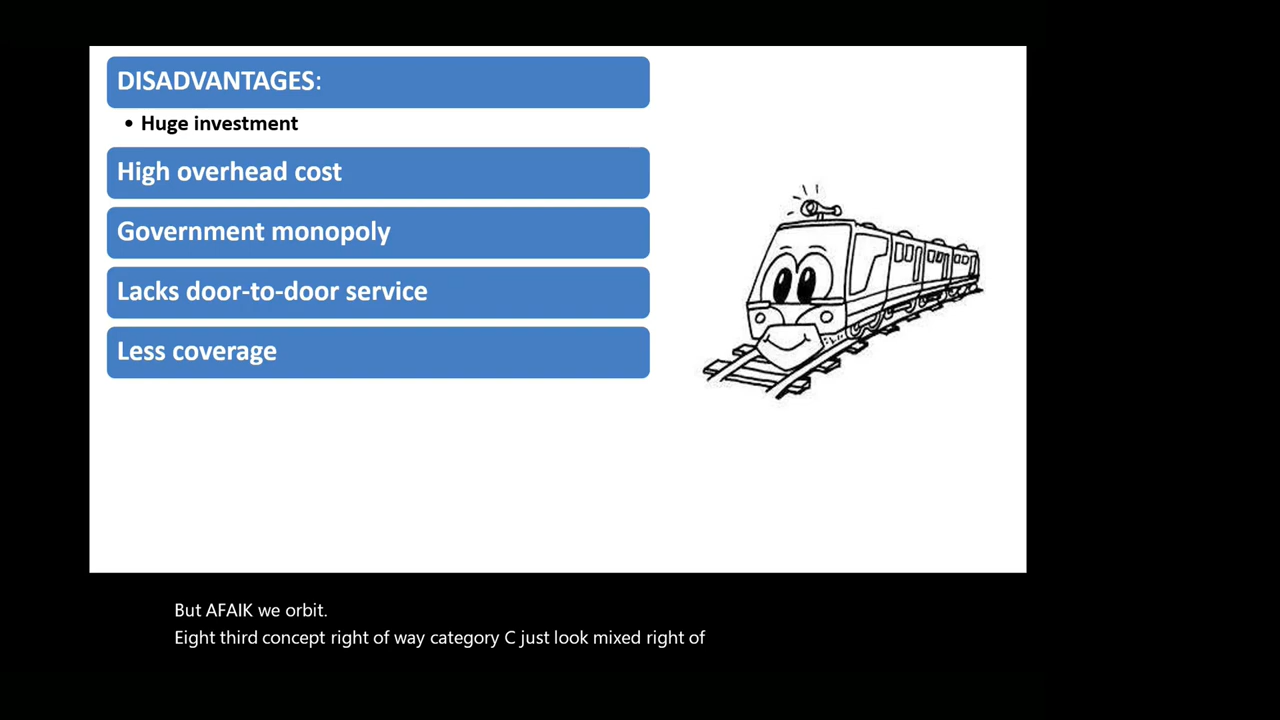 DISADVANTAGES:
• Huge investment
High overhead cost
Government monopoly
Lacks door-to-door service
Less coverage
But AFAIK we orbit.
Eight third concept right of way category C just look mixed right of